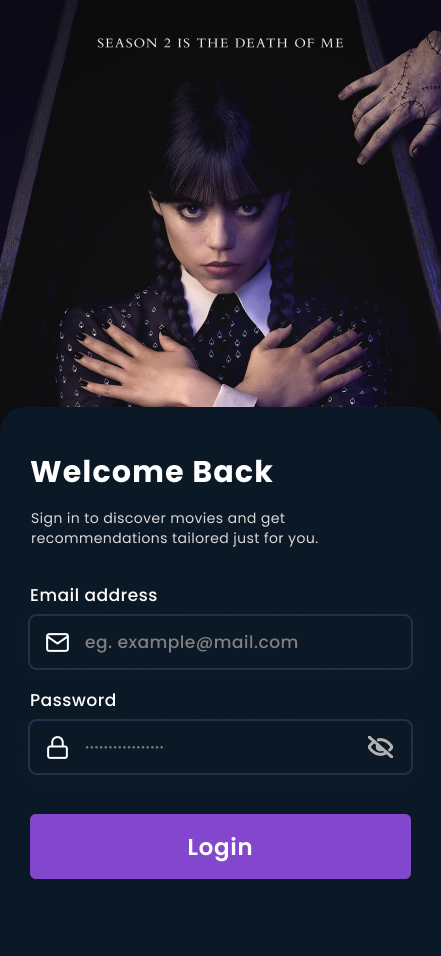 SEASON 2 IS THE DEATH OF ME
Welcome Back
Sign in to discover movies and get
recommendations tailored just for you.
Email address
eg. example@mail.com
Password
•••••••••••••••••
Login